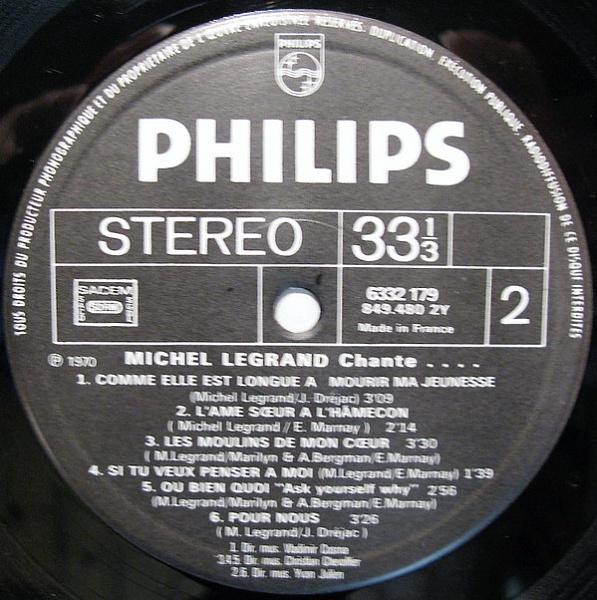 TOUS DROITS DU PRODUCTEUR PHONOGRAPHIQUE ET DU PROPRIETAIRE DE L'ŒUVRE ENREGISTREE RESERVES. DUPLICATION, EXECUTION PUBLIQUE, RADIODIFFUSION DE CE DISQUE INTERDITES
PHILIPS
PHILIPS
STEREO 33 1/3
SACEM
6332 179
849.480 2Y
Made in France
2
℗ 1970 MICHEL LEGRAND Chante . . . .
1. COMME ELLE EST LONGUE A MOURIR MA JEUNESSE
(Michel Legrand/J. Dréjac) 3'09
2. L'AME SŒUR A L'HÂMECON
( Michel Legrand / E. Marnay ) 2'14
3. LES MOULINS DE MON CŒUR 3'30
( M.Legrand/Marilyn & A.Bergman/E.Marnay)
4. SI TU VEUX PENSER A MOI (M.Legrand/E.Marnay) 1'39
5. OU BIEN QUOI "Ask yourself why" 2'56
(M.Legrand/Marilyn & A.Bergman/E.Marnay)
6. POUR NOUS 3'26
( M. Legrand/J. Dréjac )
1. Dir. mus. Vladimir Cosma
3.4.5. Dir. mus. Christian Chevallier
2.6. Dir. mus. Yvon Julien